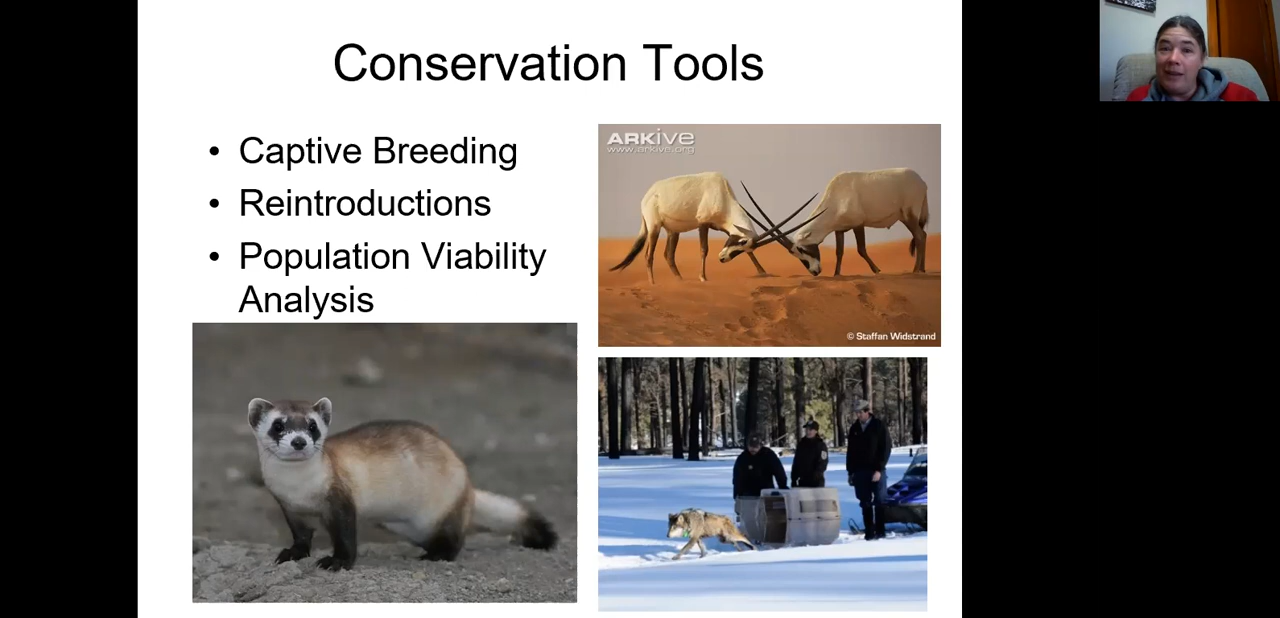 Conservation Tools
• Captive Breeding
• Reintroductions
• Population Viability
Analysis
ARKive
www.arkive.org
© Staffan Widstrand